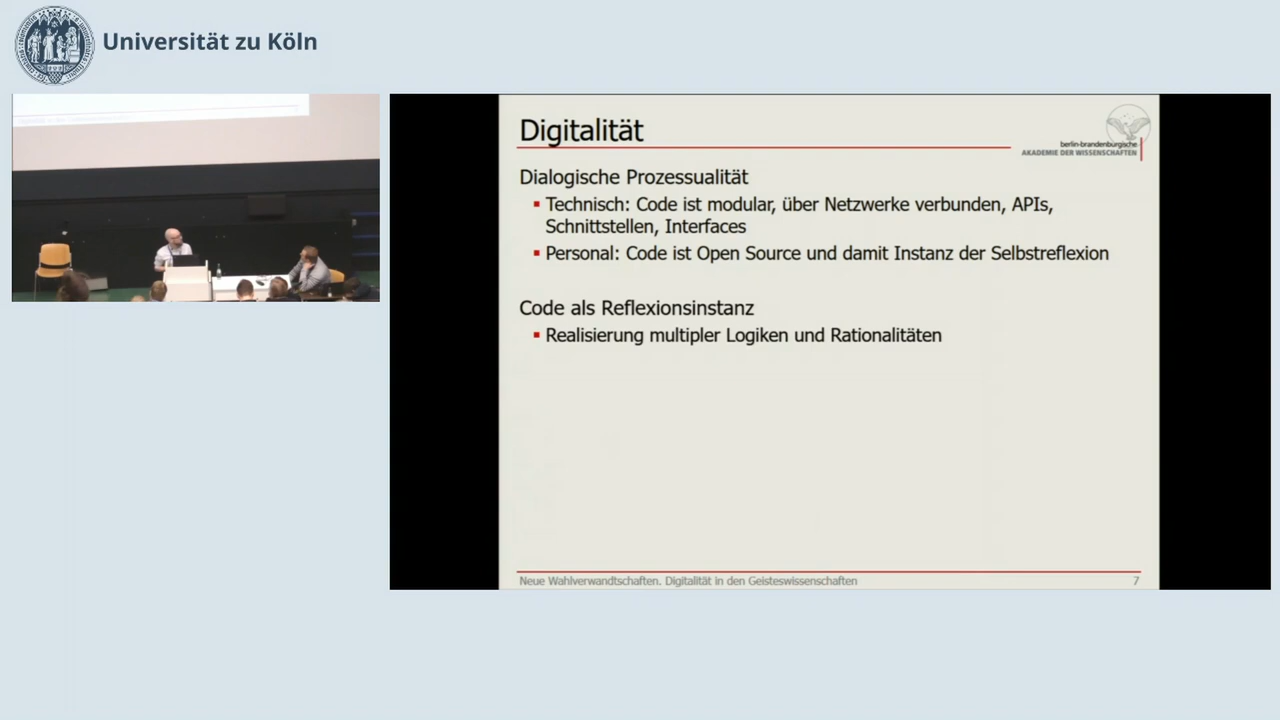 Universität zu Köln
Digitalität
berlin-brandenburgische
AKADEMIE DER WISSENSCHAFTEN
Dialogische Prozessualität
▪ Technisch: Code ist modular, über Netzwerke verbunden, APIs,
Schnittstellen, Interfaces
▪ Personal: Code ist Open Source und damit Instanz der Selbstreflexion
Code als Reflexionsinstanz
▪ Realisierung multipler Logiken und Rationalitäten
Neue Wahlverwandtschaften. Digitalität in den Geisteswissenschaften
7